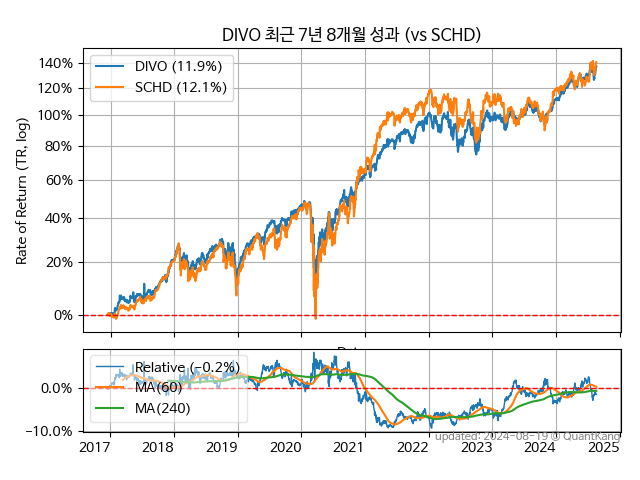 DIVO 최근 7년 8개월 성과 (vs SCHD)
DIVO (11.9%)
SCHD (12.1%)
Rate of Return (TR, log)
140%
120%
100%
80%
60%
40%
20%
0%
Relative (−0.2%)
MA(60)
MA(240)
0.0%
−10.0%
2017 2018 2019 2020 2021 2022 2023 2024 2025
updated: 2024-08-19 © QuantKang